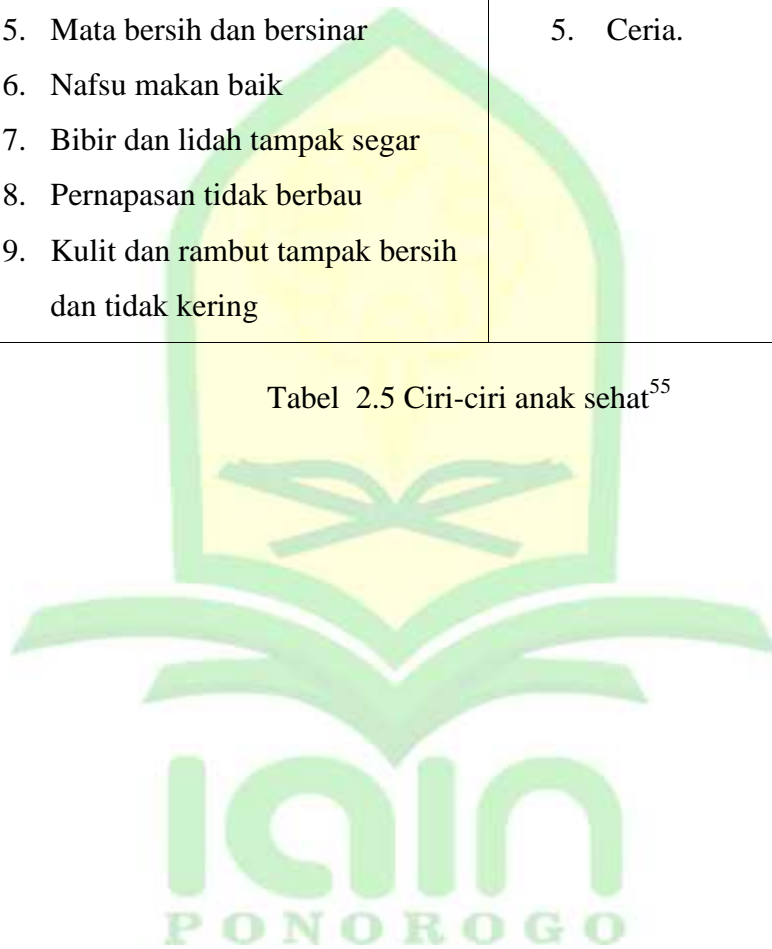 5. Mata bersih dan bersinar
6. Nafsu makan baik
7. Bibir dan lidah tampak segar
8. Pernapasan tidak berbau
9. Kulit dan rambut tampak bersih
dan tidak kering
5. Ceria.
Tabel 2.5 Ciri-ciri anak sehat55
iain
PONOROGO